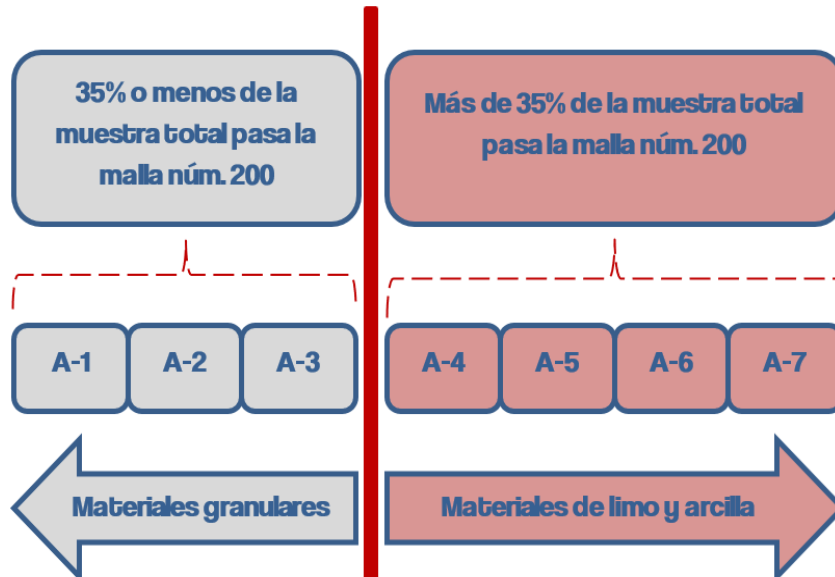 35% o menos de la
muestra total pasa la
malla núm. 200
Más de 35% de la muestra total
pasa la malla núm. 200
A-1
A-2
A-3
A-4
A-5
A-6
A-7
Materiales granulares
Materiales de limo y arcilla